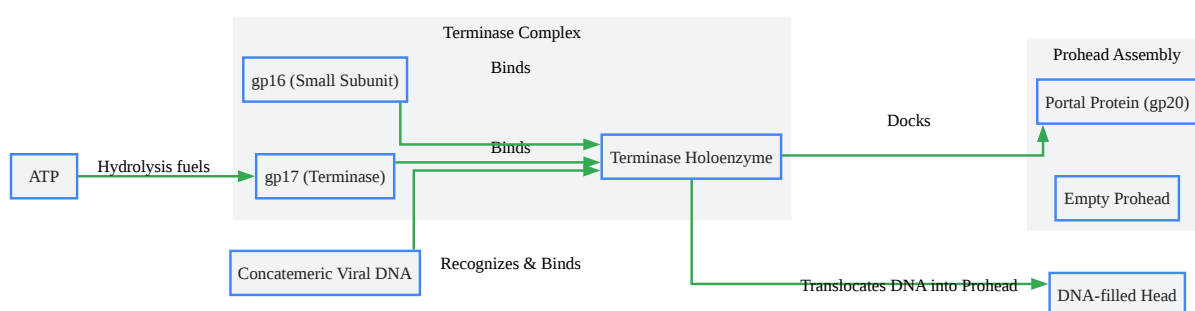 Terminase Complex
Prohead Assembly
gp16 (Small Subunit)
Binds
Portal Protein (gp20)
Docks
Binds
Terminase Holoenzyme
Hydrolysis fuels
ATP
gp17 (Terminase)
Empty Prohead
Concatemeric Viral DNA
Recognizes & Binds
Translocates DNA into Prohead
DNA-filled Head